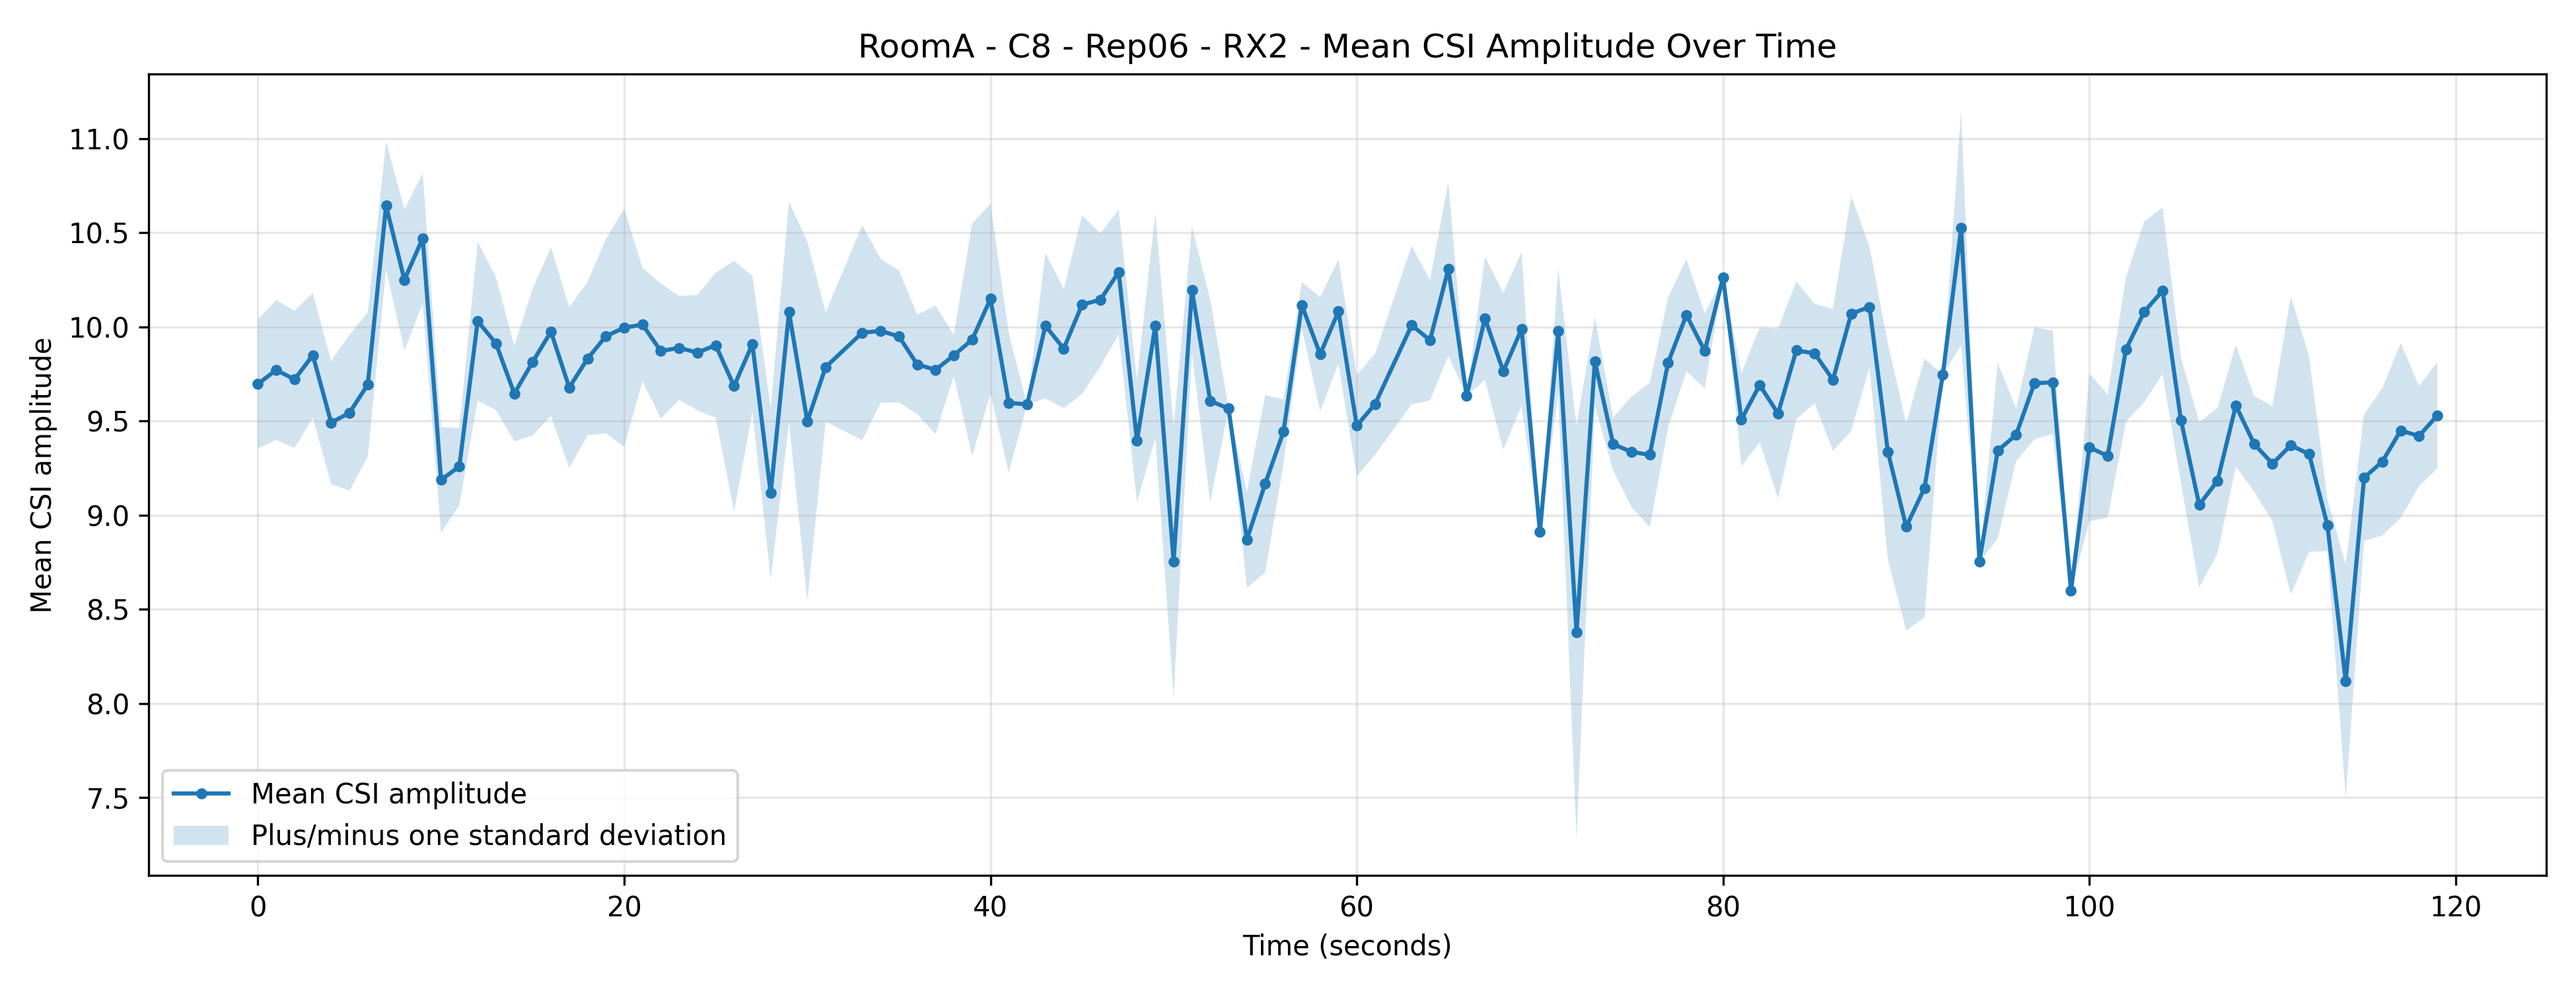 RoomA - C8 - Rep06 - RX2 - Mean CSI Amplitude Over Time
Mean CSI amplitude
11.0
10.5
10.0
9.5
9.0
8.5
8.0
7.5
Mean CSI amplitude
Plus/minus one standard deviation
0 20 40 60 80 100 120
Time (seconds)